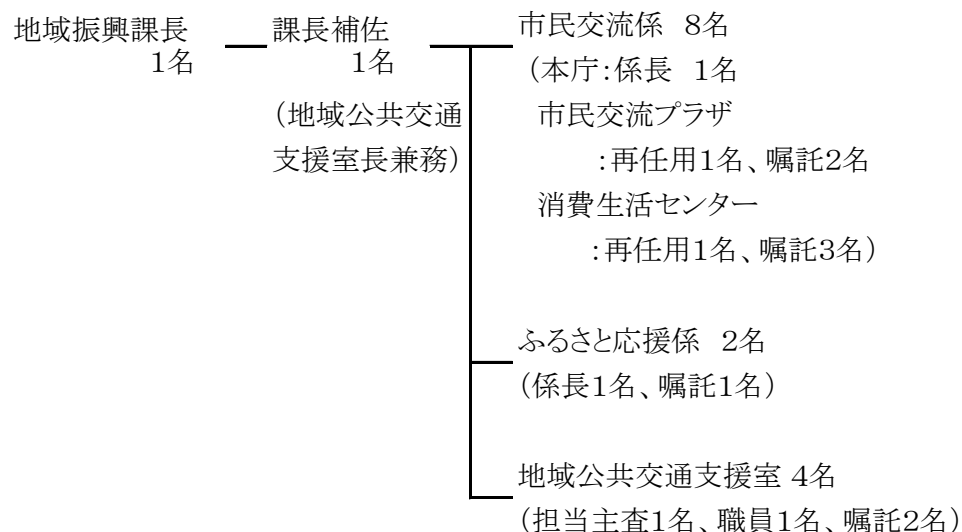 地域振興課長
1名
課長補佐
1名
(地域公共交通
支援室長兼務)
市民交流係 8名
(本庁:係長 1名
市民交流プラザ
:再任用1名、嘱託2名
消費生活センター
:再任用1名、嘱託3名)
ふるさと応援係 2名
(係長1名、嘱託1名)
地域公共交通支援室 4名
(担当主査1名、職員1名、嘱託2名)